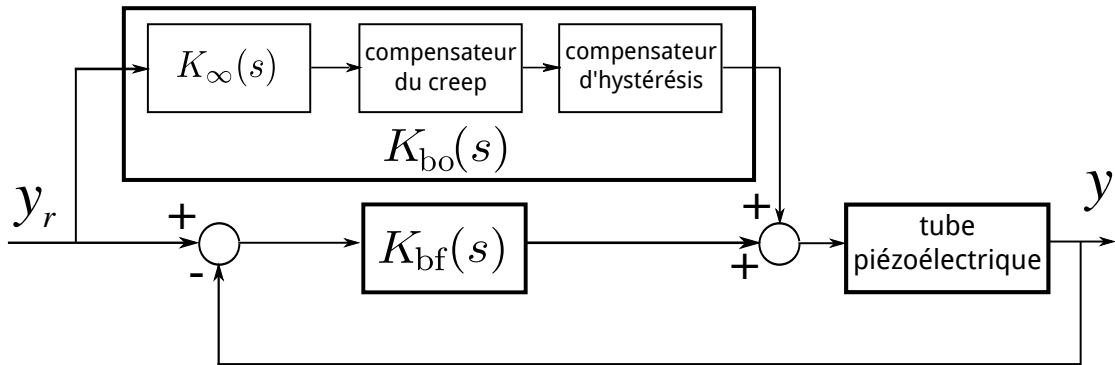 K∞(s)
compensateur
du creep
compensateur
d'hystérésis
Kbo(s)
yr
+
-
Kbf(s)
+
+
tube
piézoélectrique
y